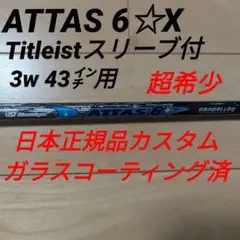 ATTAS 6☆X
Titleistスリーブ付
3w 43㌅用
超希少
ATTAS 6☆
日本正規品カスタム
ガラスコーティング済